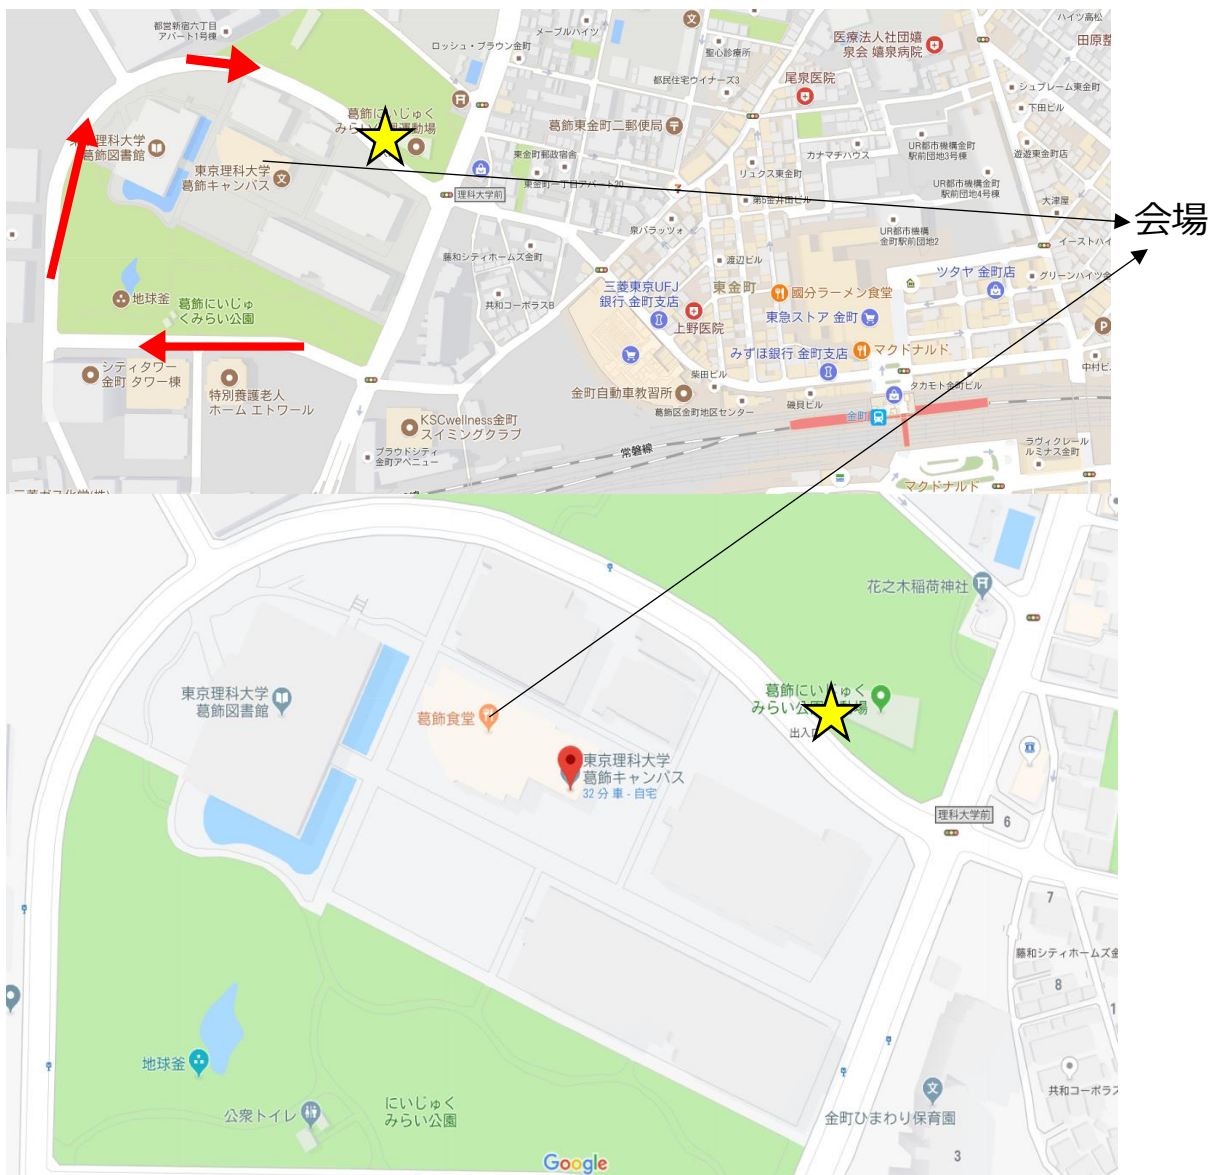 都営新宿六丁目
アパート1号棟
ロッシュ・ブラウン金町
メープルハイツ
聖心診療所
都民住宅ウイナーズ3
医療法人社団嬉
泉会 嬉泉病院
ハイツ高松
田原整
尾泉医院
シュプレーム東金町
下田ビル
葛飾にいじゅく
葛飾東金町二郵便局
理科大学
葛飾図書館
東京理科大学
葛飾キャンパス
東金町郵政宿舎
東金町一丁目アパート20
カナマチハウス
リュクス東金町
UR都市機構金町
駅前団地3号棟
遊遊東金町店
UR都市機構金町
駅前団地4号棟
大津屋
理科大学前
第5金井田ビル
泉パラッツォ
UR都市機構
金町駅前団地2
イーストハイ
会場
藤和シティホームズ金町
渡辺ビル
ツタヤ 金町店
グリーンハイツ金
地球釜
葛飾にいじゅ
くみらい公園
共和コーポラスB
三菱東京UFJ
銀行 金町支店
東金町
國分ラーメン食堂
上野医院
東急ストア 金町
みずほ銀行 金町支店
マクドナルド
シティタワー
金町 タワー棟
特別養護老人
ホーム エトワール
柴田ビル
金町自動車教習所
タカモト金町ビル
中村ビ
磯貝ビル
葛飾区金町地区センター
金町
KSCwellness金町
スイミングクラブ
プラウドシティ
金町アベニュー
常磐線
ラヴィクレール
ルミナス金町
マクドナルド
花之木稲荷神社
東京理科大学
葛飾図書館
葛飾食堂
葛飾にいじゅく
出入
東京理科大学
葛飾キャンパス
32 分 車 - 自宅
理科大学前
6
7
藤和シティホームズ金
8
1
地球釜
公衆トイレ
にいじゅく
みらい公園
共和コーポラス
金町ひまわり保育園
3
Google